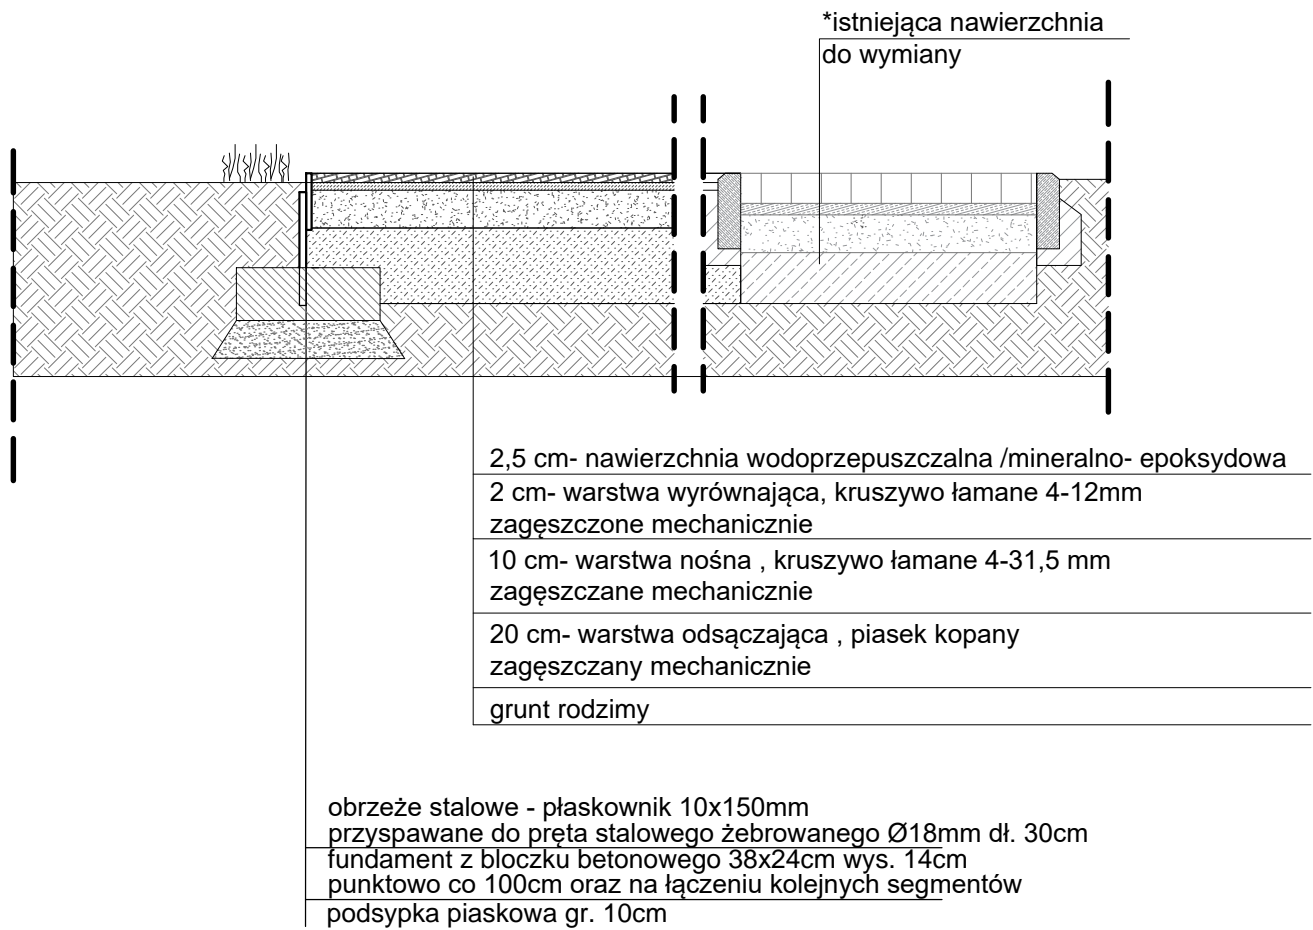 *istniejąca nawierzchnia
do wymiany
2,5 cm- nawierzchnia wodoprzepuszczalna /mineralno- epoksydowa
2 cm- warstwa wyrównająca, kruszywo łamane 4-12mm
zagęszczone mechanicznie
10 cm- warstwa nośna , kruszywo łamane 4-31,5 mm
zagęszczane mechanicznie
20 cm- warstwa odsączająca , piasek kopany
zagęszczany mechanicznie
grunt rodzimy
obrzeże stalowe - płaskownik 10x150mm
przyspawane do pręta stalowego żebrowanego Ø18mm dł. 30cm
fundament z bloczku betonowego 38x24cm wys. 14cm
punktowo co 100cm oraz na łączeniu kolejnych segmentów
podsypka piaskowa gr. 10cm